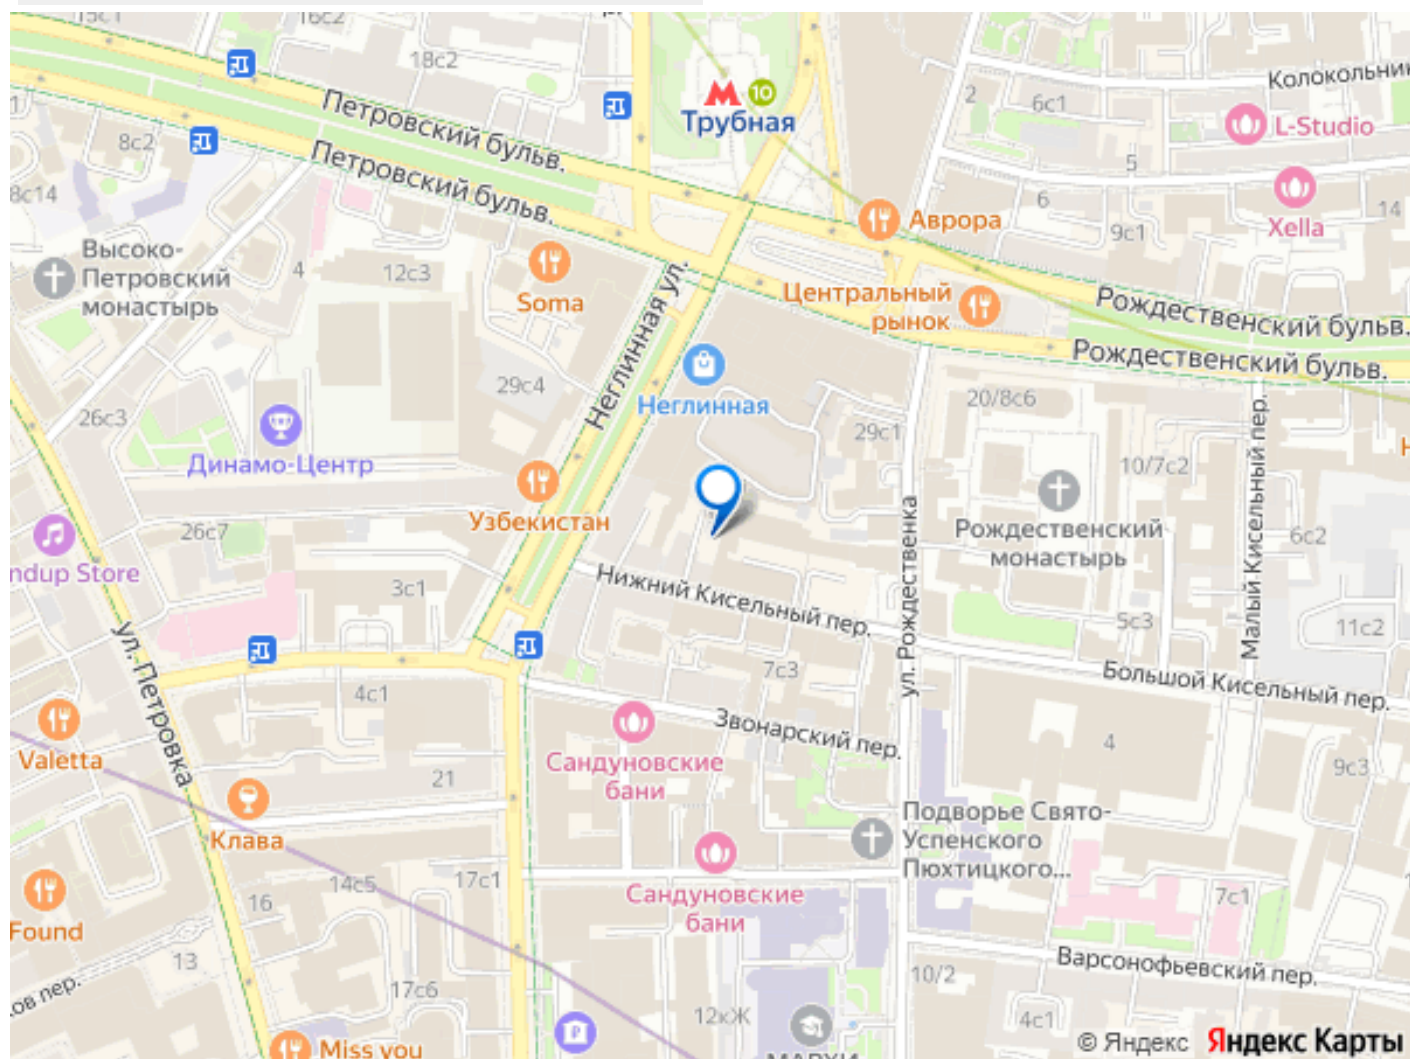 15с1
16с2
18с2
Петровский бульв.
Петровский бульв.
8с2
8с14
М 10
Трубная
2
6с1
L-Studio
5
6
Xella
14
9с1
Аврора
Высоко-
Петровский
монастырь
4
12с3
Soma
Неглинная ул.
Центральный
рынок
Рождественский бульв.
Рождественский бульв.
29с4
Неглинная
26с3
Динамо-Центр
20/8с6
29с1
10/7с2
Малый Кисельный пер.
Узбекистан
26с7
Рождественский
монастырь
6с2
ndup Store
3с1
Нижний Кисельный пер.
ул. Рождественка
5с3
11с2
ул. Петровка
4с1
7с3
Большой Кисельный пер.
Звонарский пер.
Valetta
Сандуновские
бани
4
9с3
21
Клава
Подворье Свято-
Успенского
Пюхтицкого...
14с5
17с1
Сандуновские
бани
16
7с1
Found
13
Варсонофьевский пер.
10/2
ов пер.
17с6
12кЖ
4с1
Miss you
МАРХИ
© Яндекс Яндекс Карты